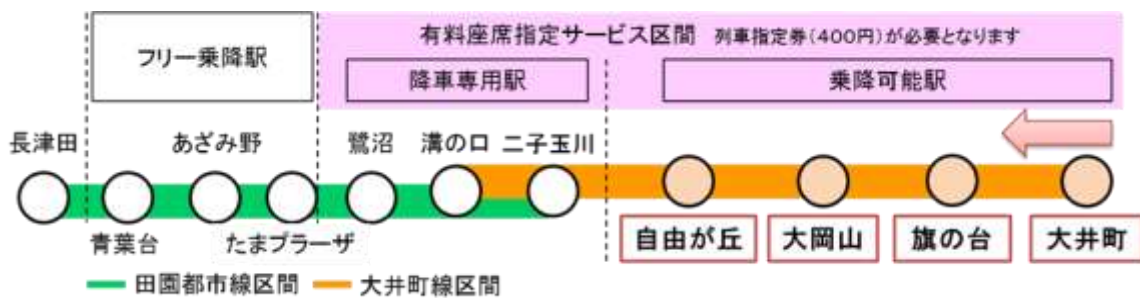 有料座席指定サービス区間 列車指定券(400円)が必要となります
フリー乗降駅
降車専用駅
乗降可能駅
長津田
あざみ野
鷺沼
溝の口
二子玉川
青葉台
たまプラーザ
自由が丘
大岡山
旗の台
大井町
田園都市線区間
大井町線区間